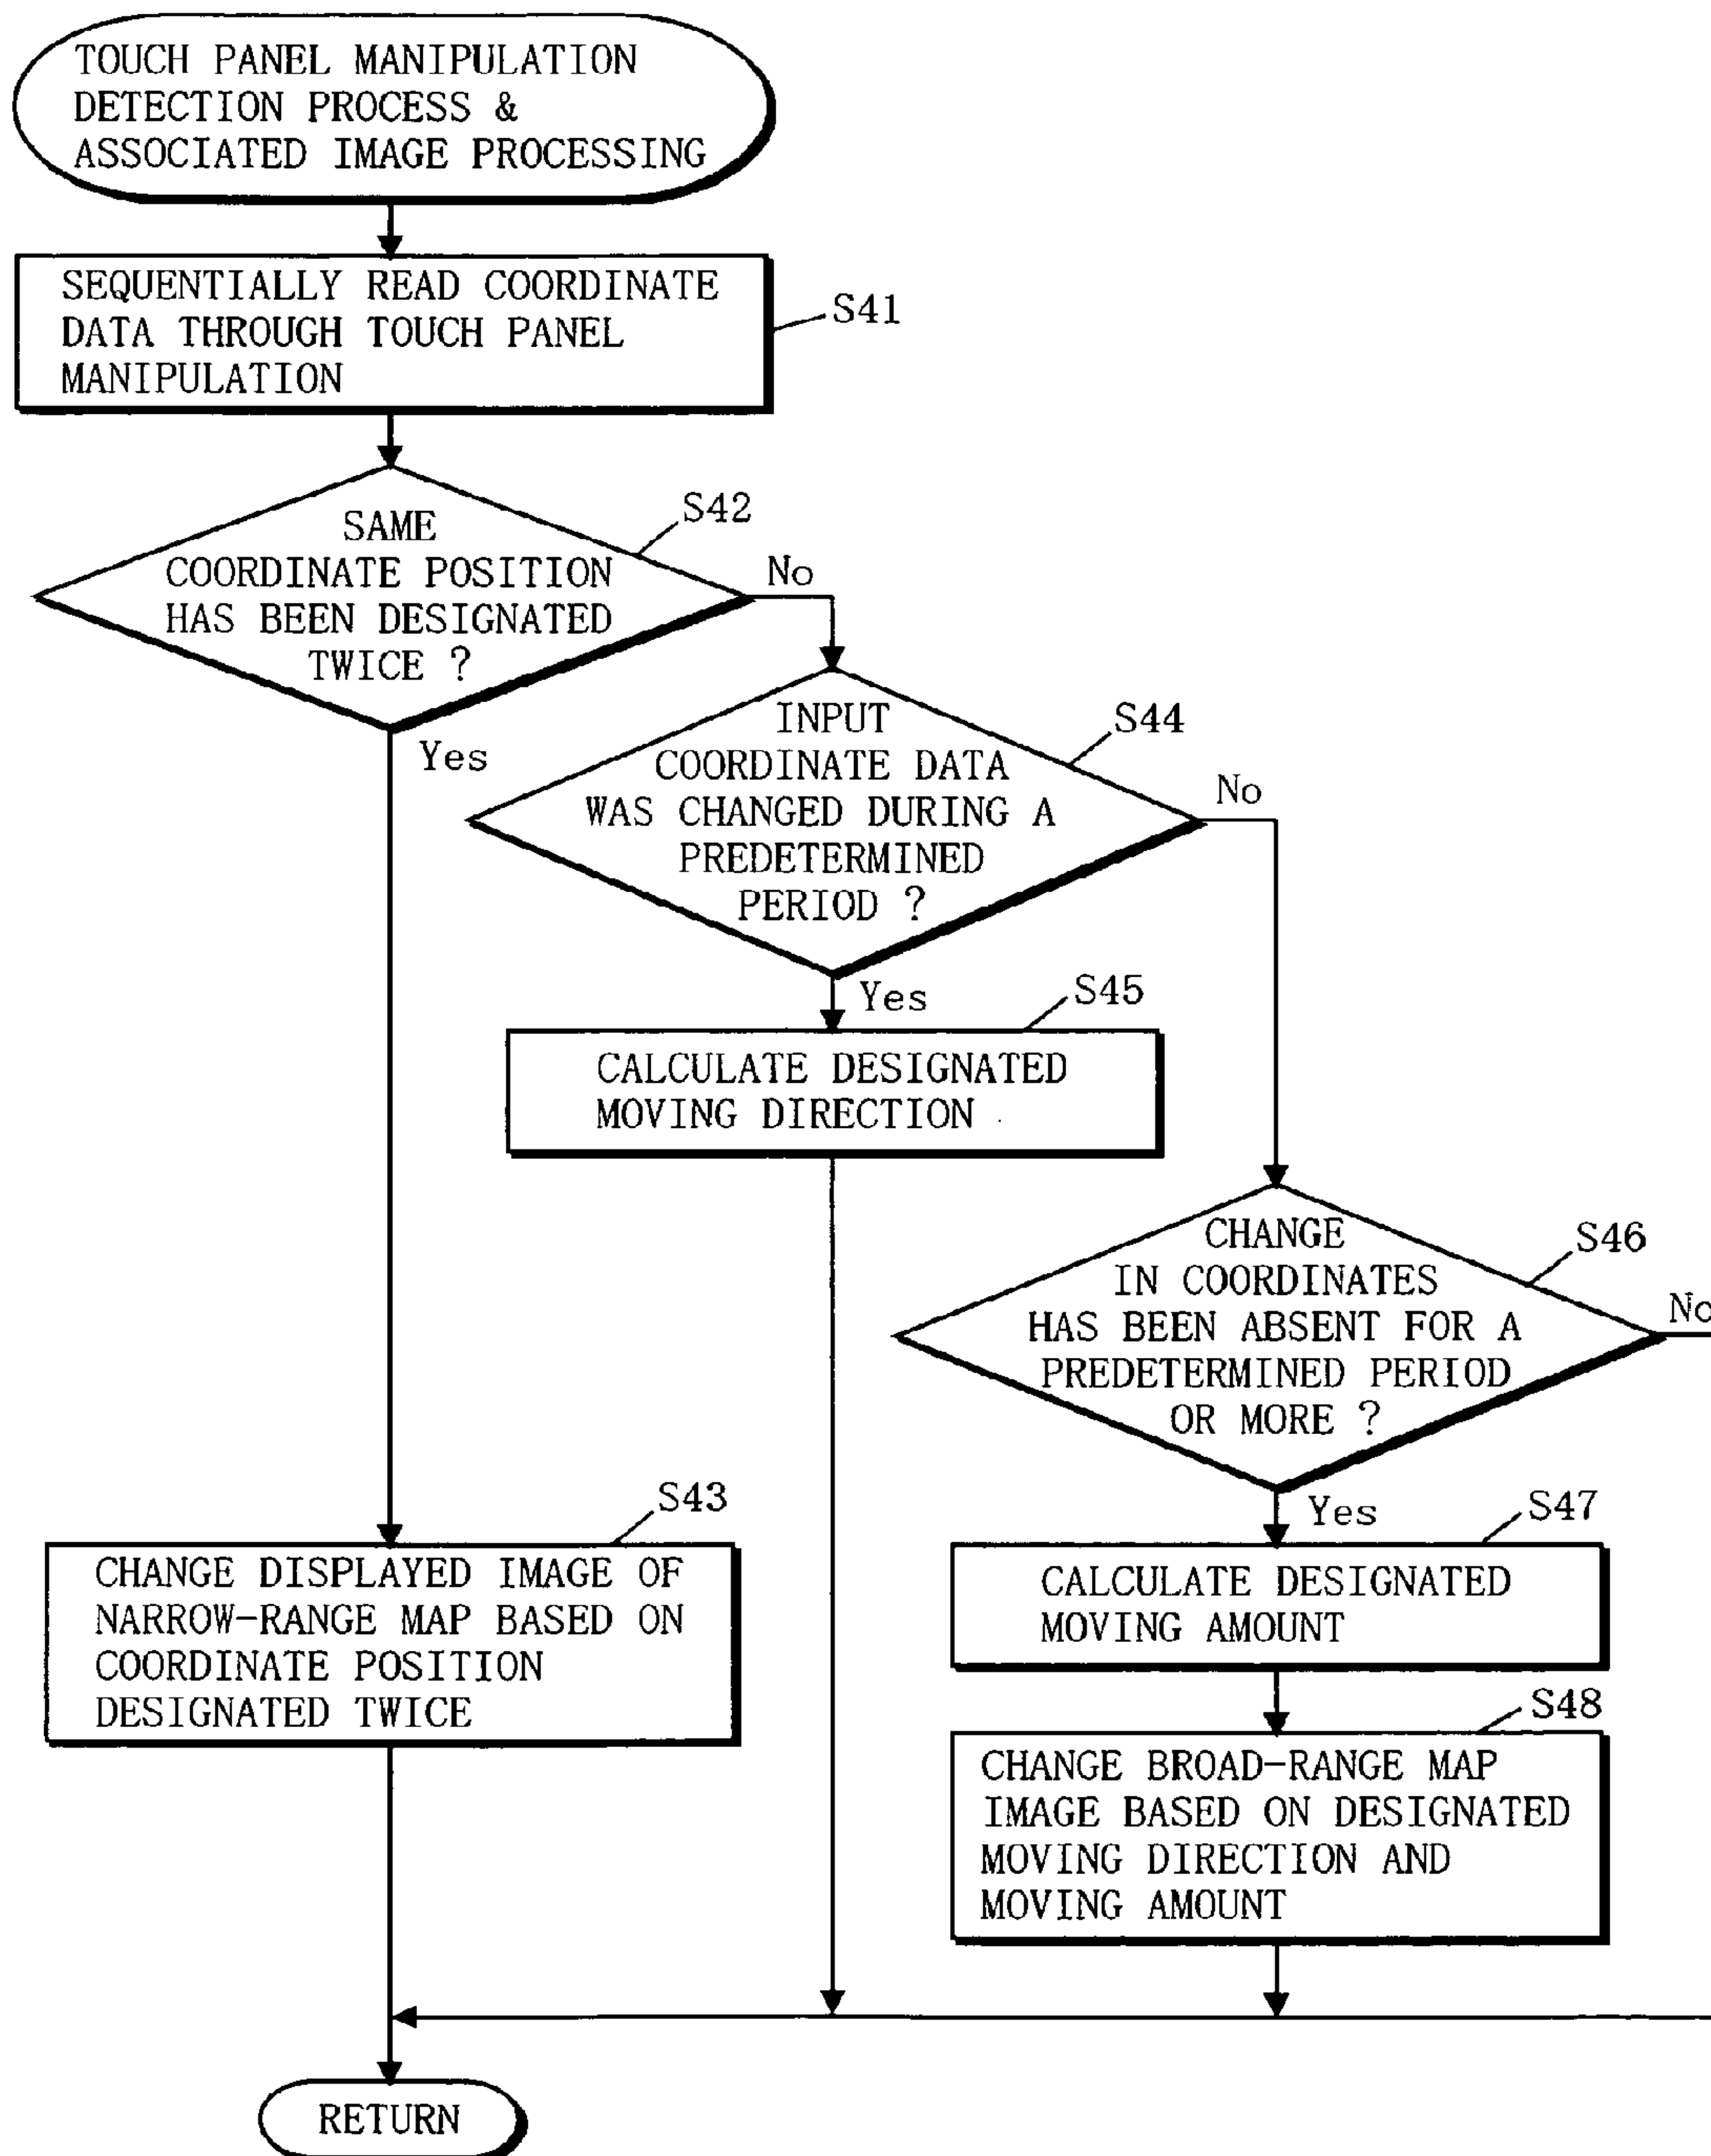 TOUCH PANEL MANIPULATION
DETECTION PROCESS &
ASSOCIATED IMAGE PROCESSING
SEQUENTIALLY READ COORDINATE
DATA THROUGH TOUCH PANEL
MANIPULATION
S41
SAME
COORDINATE POSITION
HAS BEEN DESIGNATED
TWICE ?
S42
No
Yes
INPUT
COORDINATE DATA
WAS CHANGED DURING A
PREDETERMINED
PERIOD ?
S44
No
Yes
S45
CALCULATE DESIGNATED
MOVING DIRECTION
CHANGE
IN COORDINATES
HAS BEEN ABSENT FOR A
PREDETERMINED PERIOD
OR MORE ?
S46
No
Yes
S43
CHANGE DISPLAYED IMAGE OF
NARROW-RANGE MAP BASED ON
COORDINATE POSITION
DESIGNATED TWICE
S47
CALCULATE DESIGNATED
MOVING AMOUNT
S48
CHANGE BROAD-RANGE MAP
IMAGE BASED ON DESIGNATED
MOVING DIRECTION AND
MOVING AMOUNT
RETURN